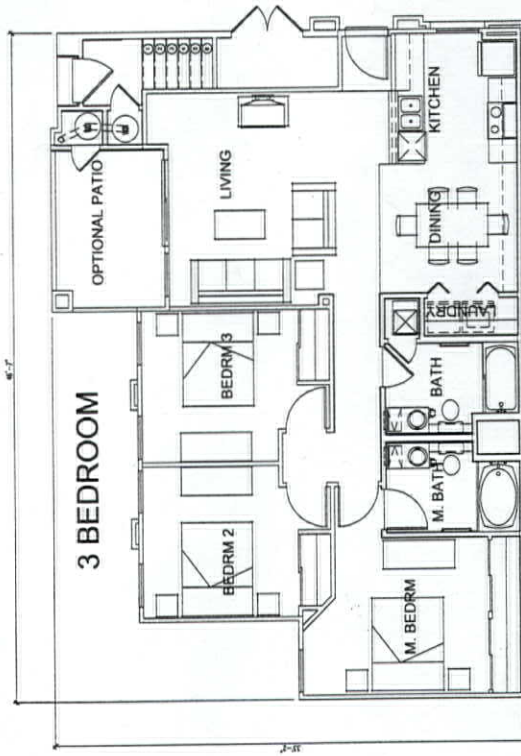 3 BEDROOM
OPTIONAL PATIO
LIVING
KITCHEN
DINING
LAUNDRY
BEDRM 3
BEDRM 2
BATH
M. BATH
M. BEDRM